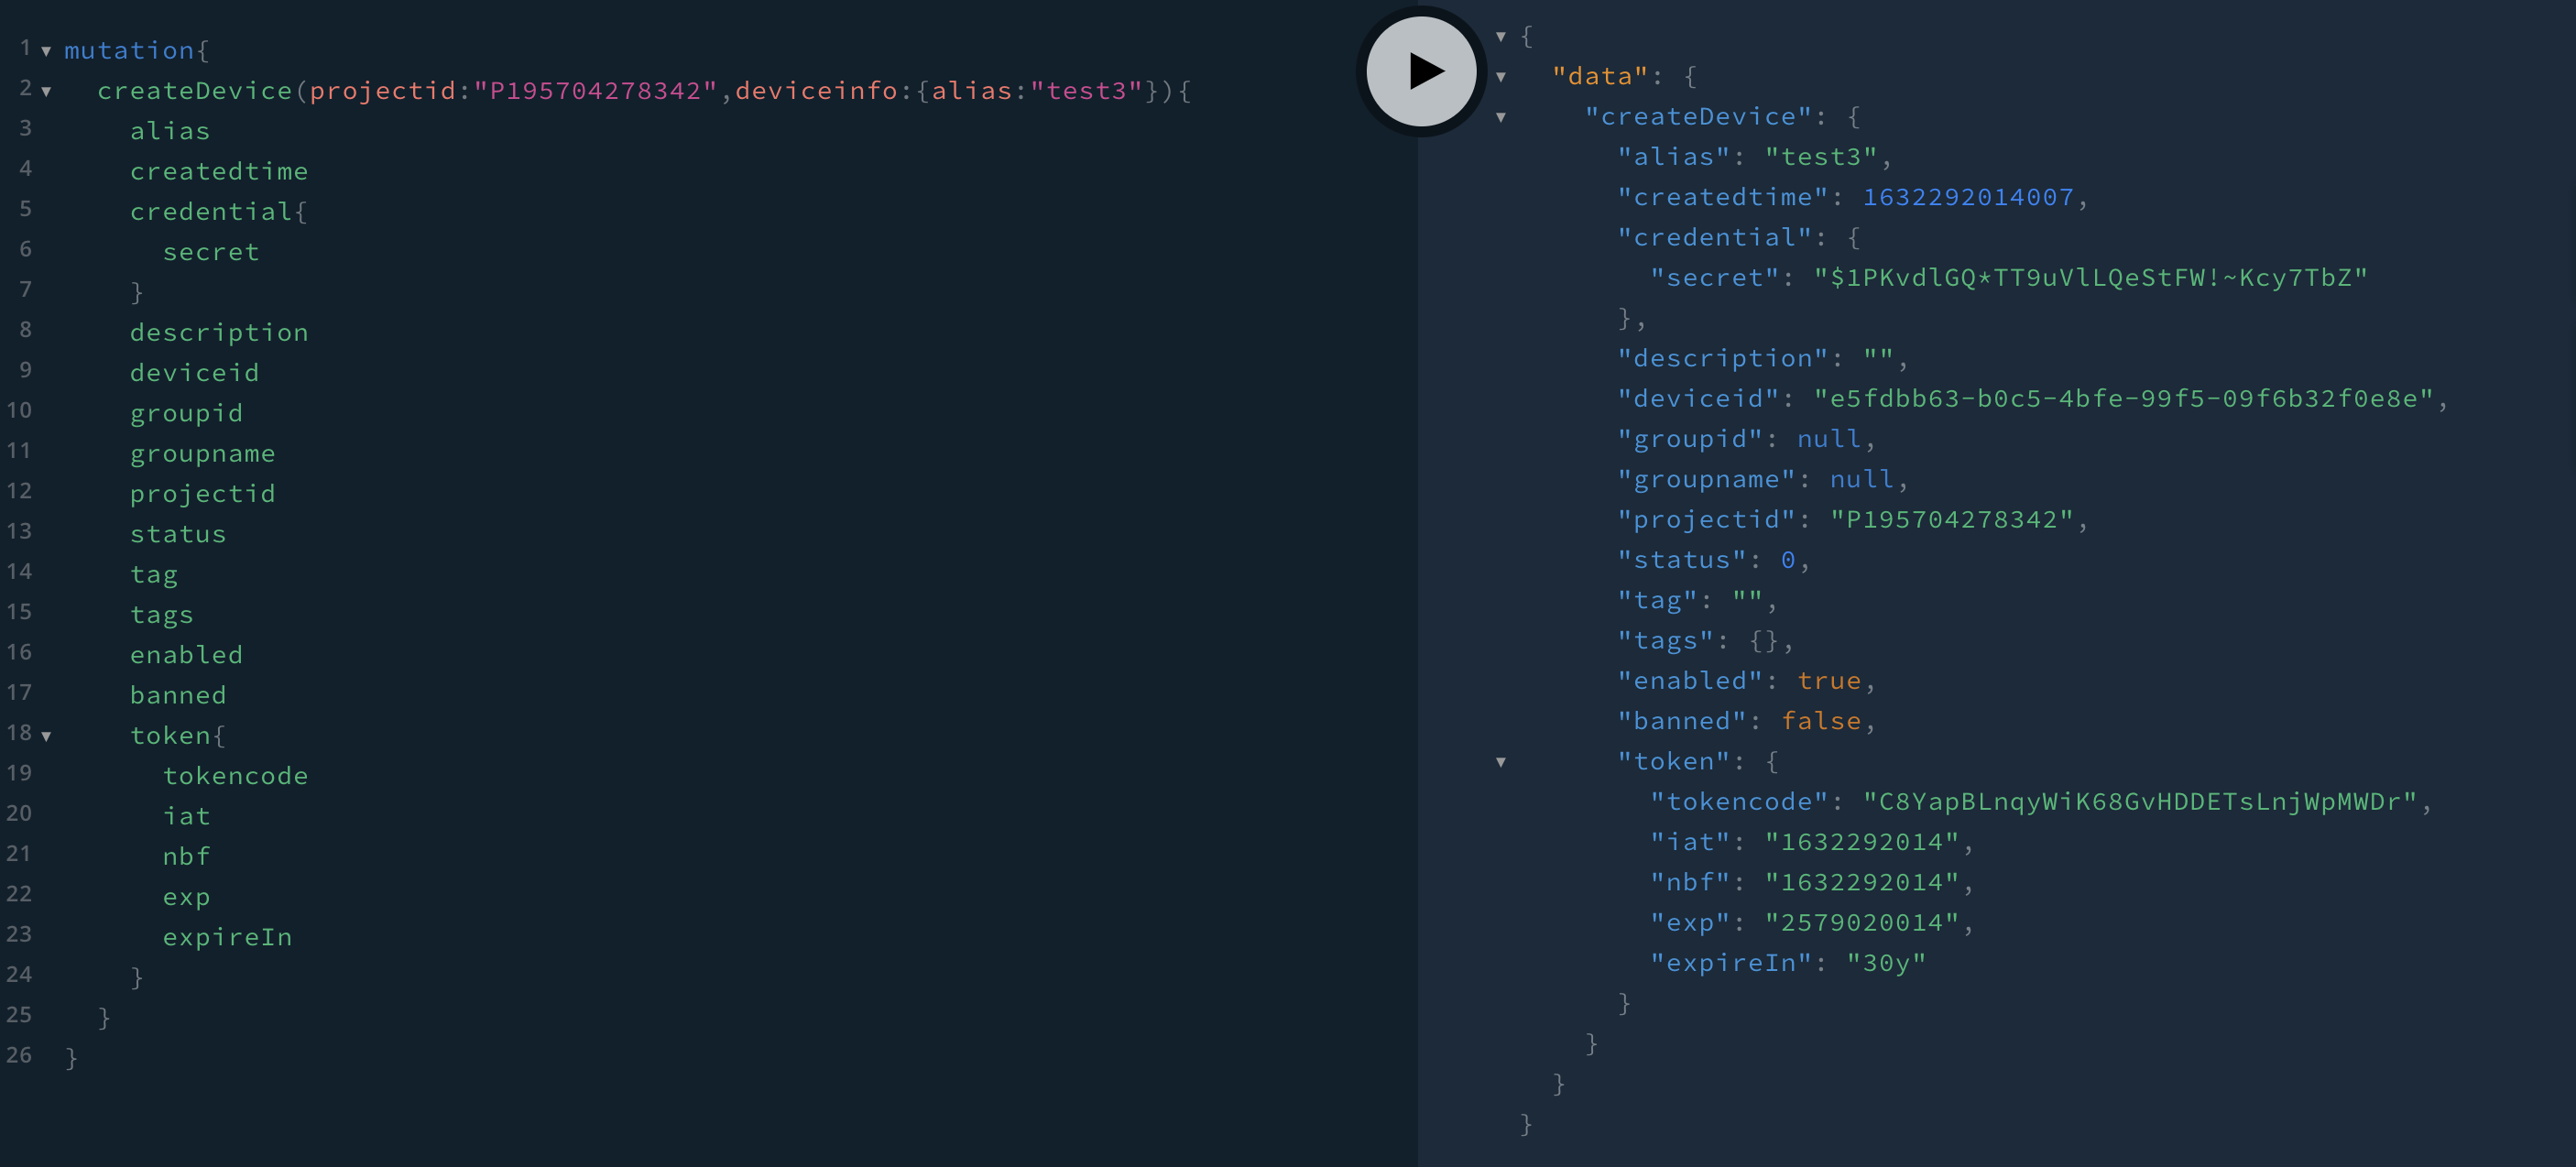 1 mutation{
2 createDevice(projectid:"P195704278342",deviceinfo:{alias:"test3"}){
3 alias
4 createdtime
5 credential{
6 secret
7 }
8 description
9 deviceid
10 groupid
11 groupname
12 projectid
13 status
14 tag
15 tags
16 enabled
17 banned
18 token{
19 tokencode
20 iat
21 nbf
22 exp
23 expireIn
24 }
25 }
26 }
{
"data": {
"createDevice": {
"alias": "test3",
"createdtime": 1632292014007,
"credential": {
"secret": "$1PKvdlGQ*TT9uVlLQeStFW!~Kcy7TbZ"
},
"description": "",
"deviceid": "e5fdbb63-b0c5-4bfe-99f5-09f6b32f0e8e",
"groupid": null,
"groupname": null,
"projectid": "P195704278342",
"status": 0,
"tag": "",
"tags": {},
"enabled": true,
"banned": false,
"token": {
"tokencode": "C8YapBLnqyWiK68GvHDDETsLnjWpMWDr",
"iat": "1632292014",
"nbf": "1632292014",
"exp": "2579020014",
"expireIn": "30y"
}
}
}
}